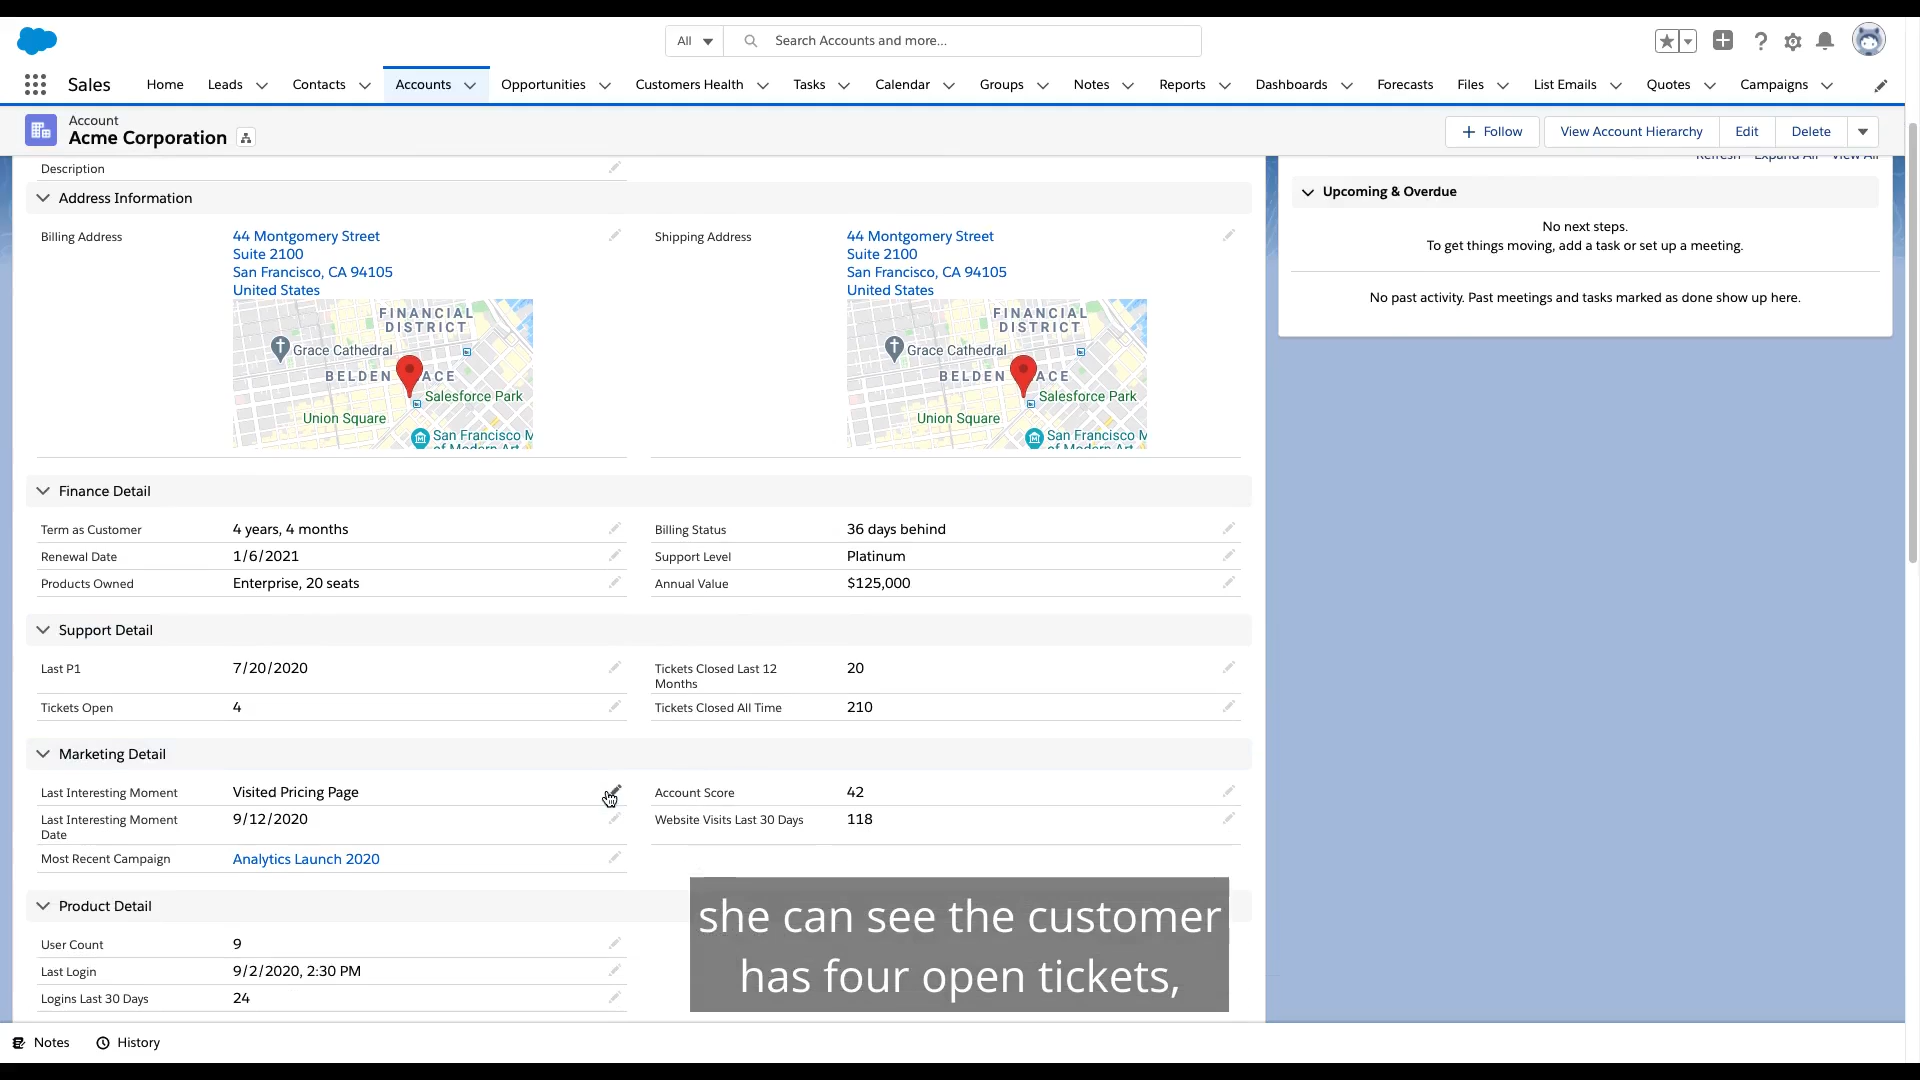 All
Search Accounts and more...
Sales
Home
Leads
Contacts
Accounts
Opportunities
Customers Health
Tasks
Calendar
Groups
Notes
Reports
Dashboards
Forecasts
Files
List Emails
Quotes
Campaigns
Account
Acme Corporation
Follow
View Account Hierarchy
Edit
Delete
Refresh
Expand All
View All
Description
Address Information
Billing Address
44 Montgomery Street
Suite 2100
San Francisco, CA 94105
United States
FINANCIAL
DISTRICT
Grace Cathedral
BELDEN ACE
Salesforce Park
Union Square
San Francisco M
of Modern Art
Shipping Address
44 Montgomery Street
Suite 2100
San Francisco, CA 94105
United States
FINANCIAL
DISTRICT
Grace Cathedral
BELDEN ACE
Salesforce Park
Union Square
San Francisco M
of Modern Art
Upcoming & Overdue
No next steps.
To get things moving, add a task or set up a meeting.
No past activity. Past meetings and tasks marked as done show up here.
Finance Detail
Term as Customer
4 years, 4 months
Billing Status
36 days behind
Renewal Date
1/6/2021
Support Level
Platinum
Products Owned
Enterprise, 20 seats
Annual Value
$125,000
Support Detail
Last P1
7/20/2020
Tickets Closed Last 12
Months
20
Tickets Open
4
Tickets Closed All Time
210
Marketing Detail
Last Interesting Moment
Visited Pricing Page
Account Score
42
Last Interesting Moment
Date
9/12/2020
Website Visits Last 30 Days
118
Most Recent Campaign
Analytics Launch 2020
Product Detail
User Count
9
Last Login
9/2/2020, 2:30 PM
Logins Last 30 Days
24
she can see the customer
has four open tickets,
Notes
History